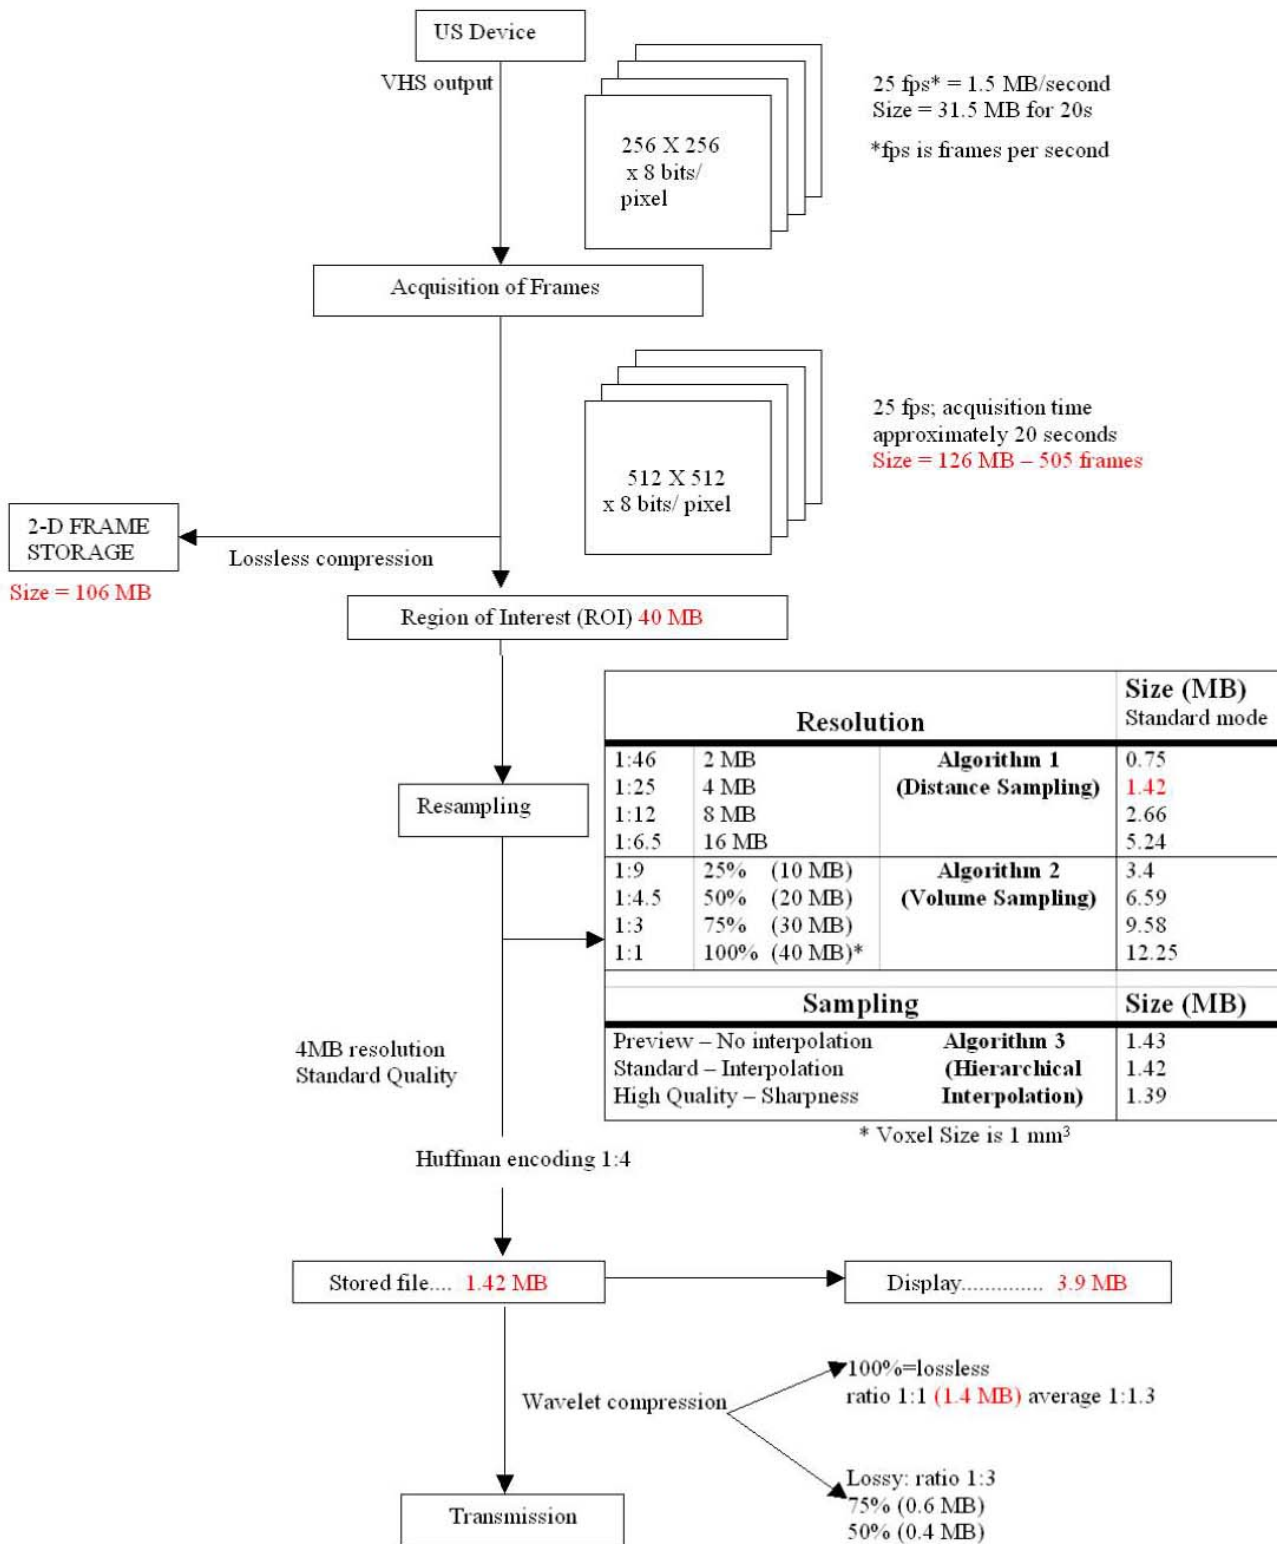 US Device
VHS output
25 fps* = 1.5 MB/second
Size = 31.5 MB for 20s
*fps is frames per second
256 X 256
x 8 bits/
pixel
Acquisition of Frames
25 fps; acquisition time
approximately 20 seconds
Size = 126 MB – 505 frames
512 X 512
x 8 bits/ pixel
2-D FRAME
STORAGE
Lossless compression
Size = 106 MB
Region of Interest (ROI) 40 MB
Resolution Size (MB)
Standard mode
1:46 2 MB Algorithm 1 0.75
1:25 4 MB (Distance Sampling) 1.42
1:12 8 MB 2.66
1:6.5 16 MB 5.24
1:9 25% (10 MB) Algorithm 2 3.4
1:4.5 50% (20 MB) (Volume Sampling) 6.59
1:3 75% (30 MB) 9.58
1:1 100% (40 MB)* 12.25
Sampling Size (MB)
Preview – No interpolation Algorithm 3 1.43
Standard – Interpolation (Hierarchical 1.42
High Quality – Sharpness Interpolation) 1.39
* Voxel Size is 1 mm³
Resampling
4MB resolution
Standard Quality
Huffman encoding 1:4
Stored file.... 1.42 MB
Display.............. 3.9 MB
Wavelet compression
100%=lossless
ratio 1:1 (1.4 MB) average 1:1.3
Lossy: ratio 1:3
75% (0.6 MB)
50% (0.4 MB)
Transmission